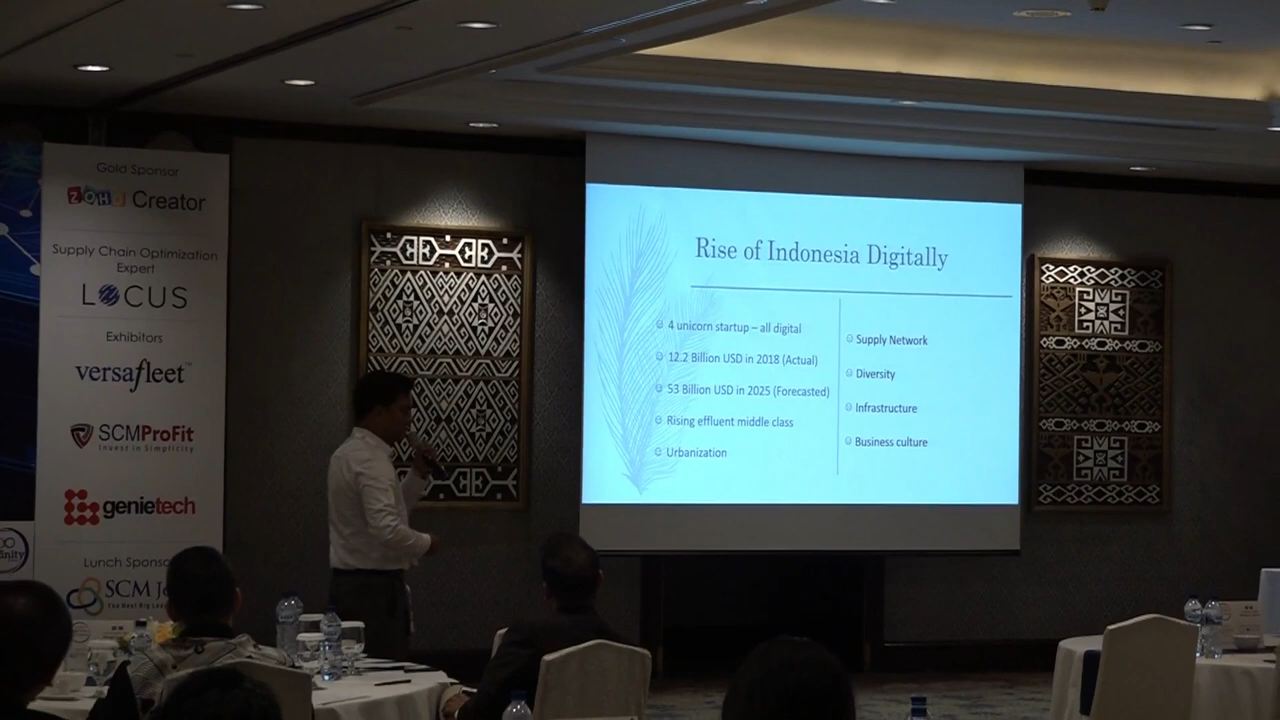 Gold Sponsor
ZOHO Creator
Supply Chain Optimization
Expert
LOCUS
Exhibitors
versafleet
SCMProFit
Invest in Simplicity
genietech
Lunch Sponso
SCM J
Rise of Indonesia Digitally
4 unicorn startup – all digital
12.2 Billion USD in 2018 (Actual)
53 Billion USD in 2025 (Forecasted)
Rising effluent middle class
Urbanization
Supply Network
Diversity
Infrastructure
Business culture